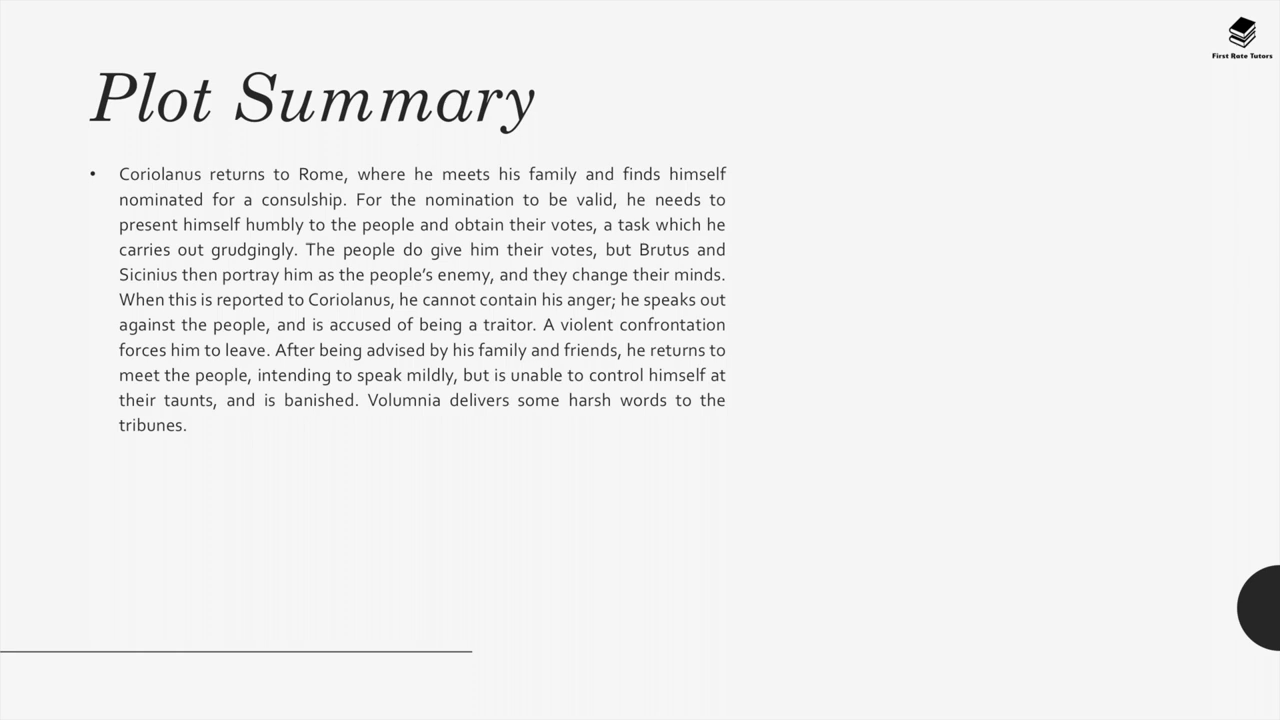 First Rate Tutors
Plot Summary
• Coriolanus returns to Rome, where he meets his family and finds himself
nominated for a consulship. For the nomination to be valid, he needs to
present himself humbly to the people and obtain their votes, a task which he
carries out grudgingly. The people do give him their votes, but Brutus and
Sicinius then portray him as the people’s enemy, and they change their minds.
When this is reported to Coriolanus, he cannot contain his anger; he speaks out
against the people, and is accused of being a traitor. A violent confrontation
forces him to leave. After being advised by his family and friends, he returns to
meet the people, intending to speak mildly, but is unable to control himself at
their taunts, and is banished. Volumnia delivers some harsh words to the
tribunes.